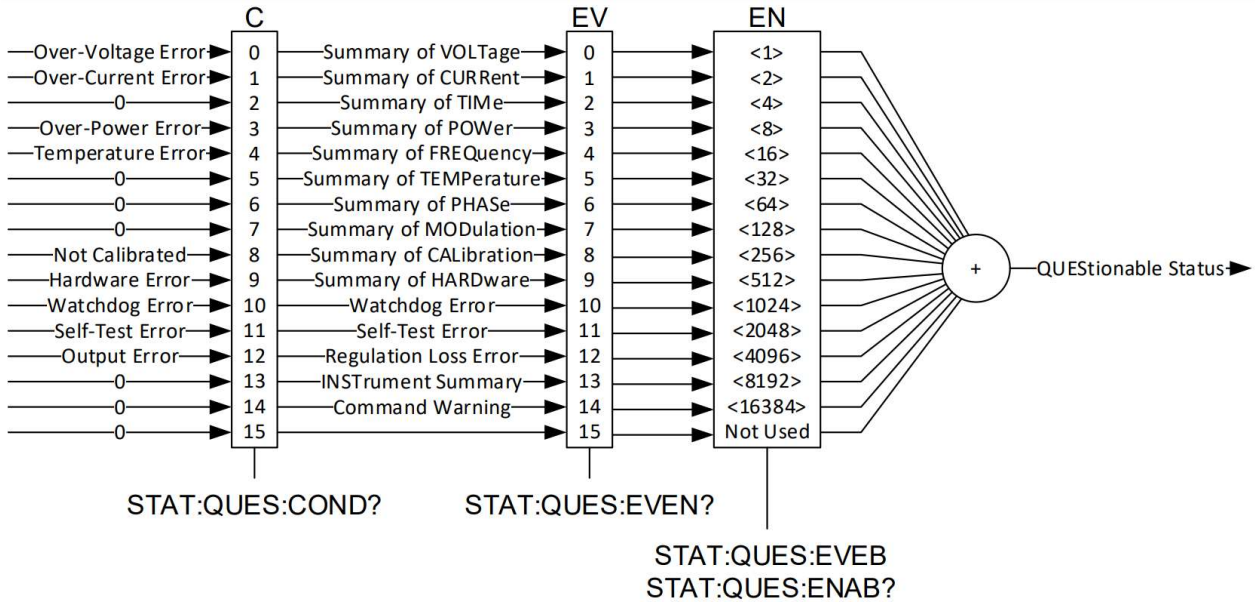 C EV EN
Over-Voltage Error 0 Summary of VOLTage 0 <1>
Over-Current Error 1 Summary of CURRent 1 <2>
0 2 Summary of TIMe 2 <4>
Over-Power Error 3 Summary of POWer 3 <8>
Temperature Error 4 Summary of FREQuency 4 <16>
0 5 Summary of TEMPerature 5 <32>
0 6 Summary of PHASe 6 <64>
0 7 Summary of MODulation 7 <128>
Not Calibrated 8 Summary of CALibration 8 <256>
+ QUEStionable Status
Hardware Error 9 Summary of HARDware 9 <512>
Watchdog Error 10 Watchdog Error 10 <1024>
Self-Test Error 11 Self-Test Error 11 <2048>
Output Error 12 Regulation Loss Error 12 <4096>
0 13 INSTrument Summary 13 <8192>
0 14 Command Warning 14 <16384>
0 15 15 Not Used
STAT:QUES:COND? STAT:QUES:EVEN?
STAT:QUES:EVEB
STAT:QUES:ENAB?